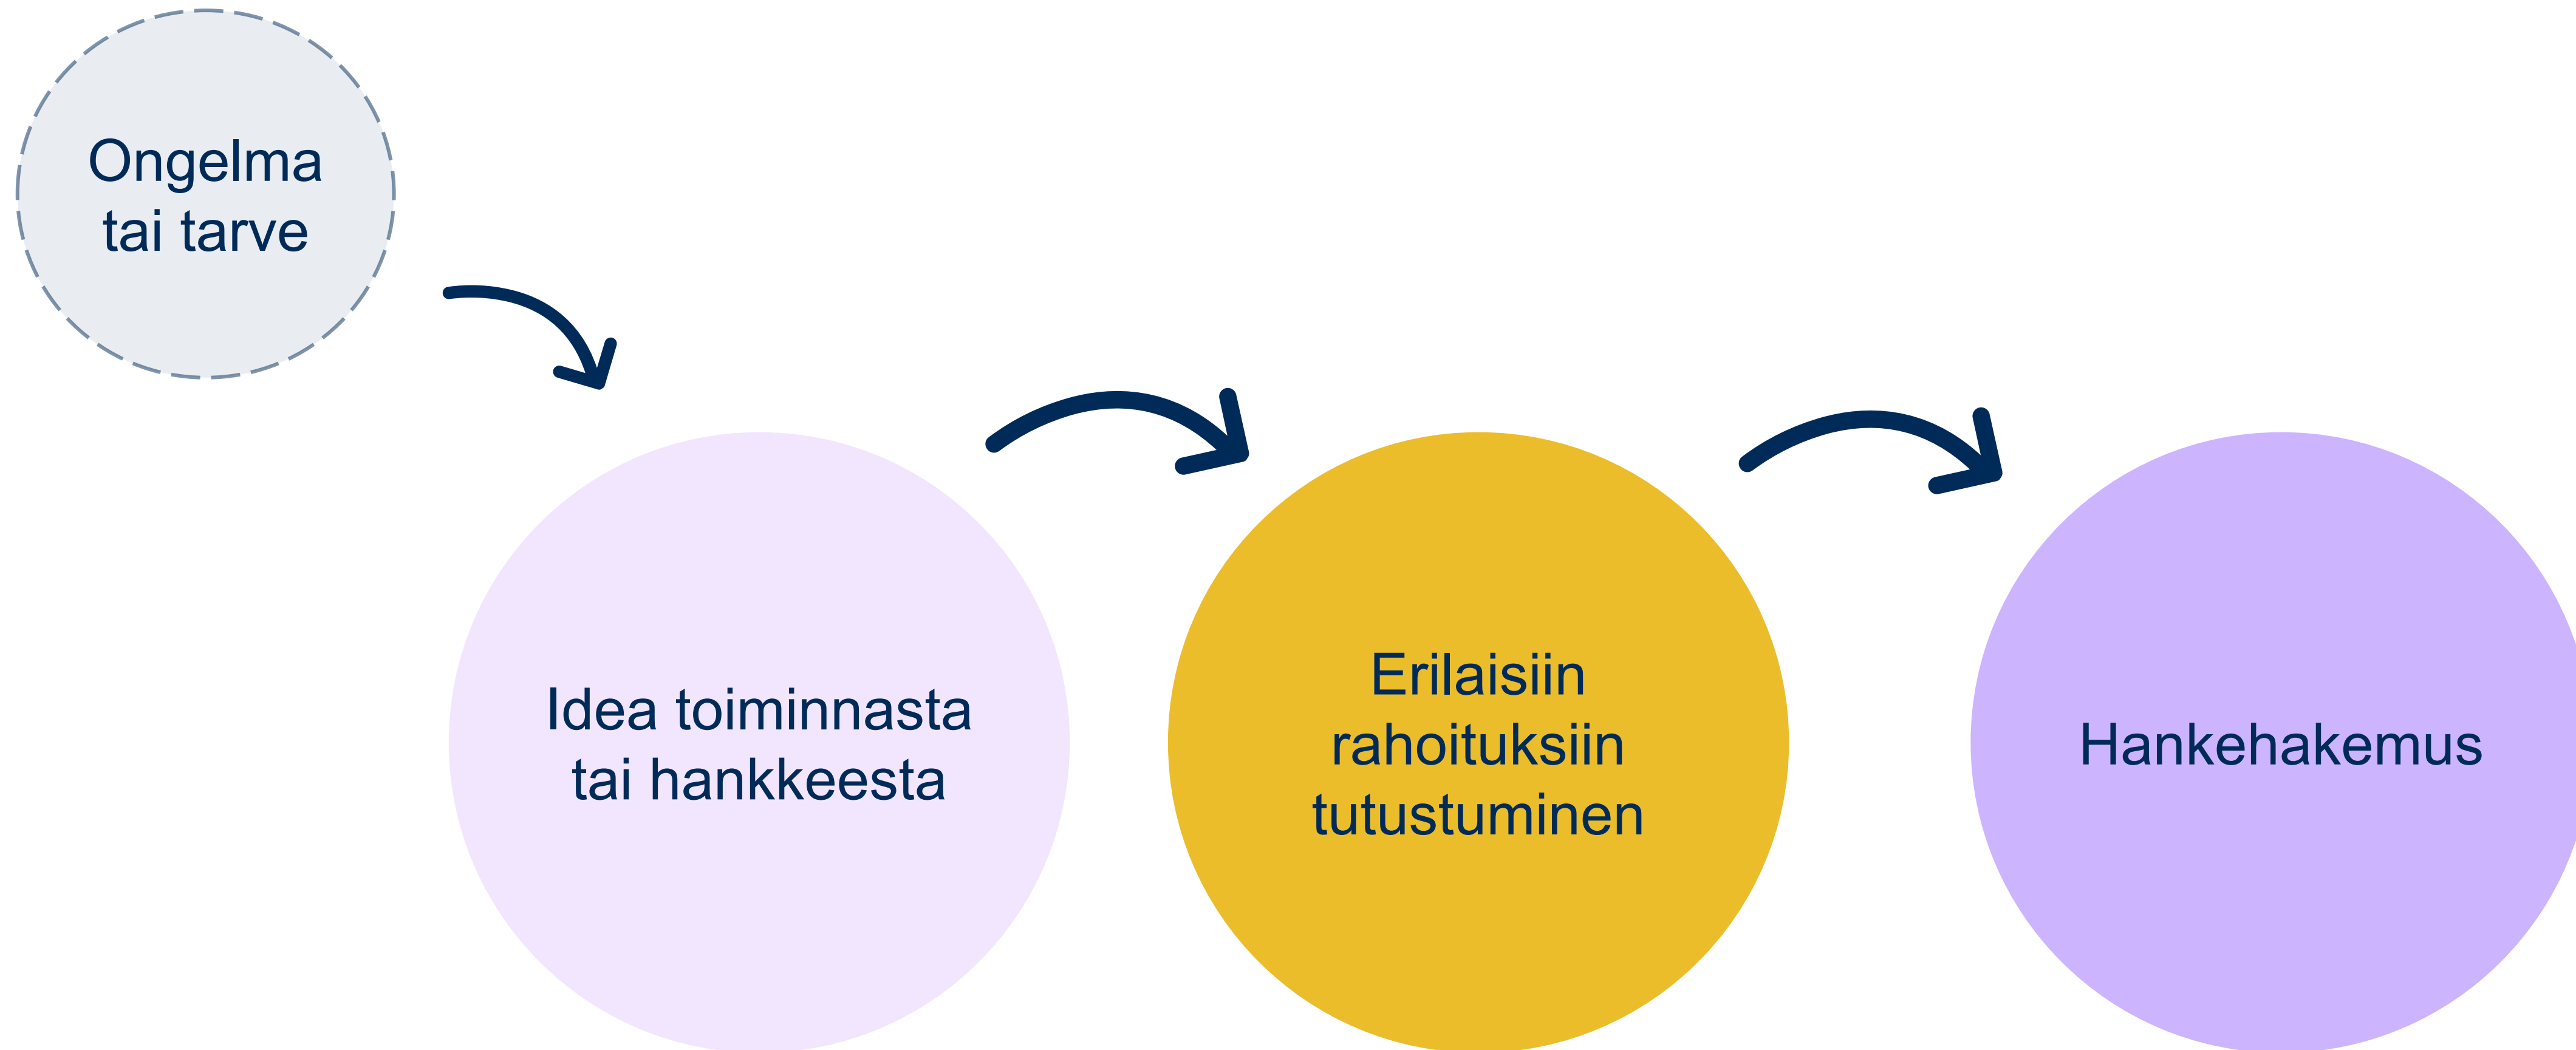 Ongelma
tai tarve
Idea toiminnasta
tai hankkeesta
Erilaisiin
rahoituksiin
tutustuminen
Hankehakemus